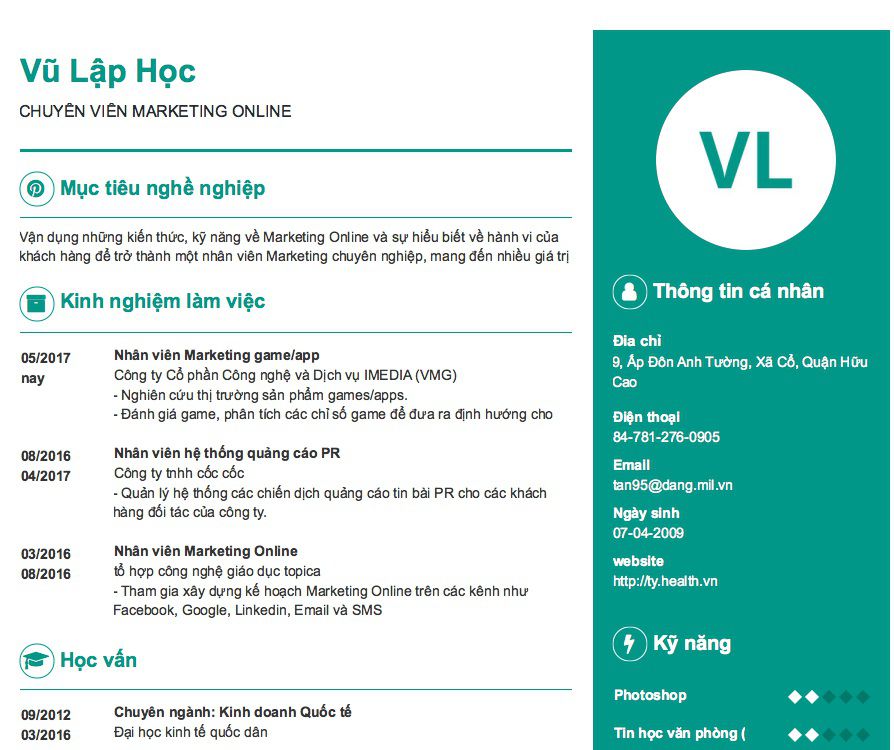 Vũ Lập Học
CHUYÊN VIÊN MARKETING ONLINE
Mục tiêu nghề nghiệp
Vận dụng những kiến thức, kỹ năng về Marketing Online và sự hiểu biết về hành vi của
khách hàng để trở thành một nhân viên Marketing chuyên nghiệp, mang đến nhiều giá trị
Kinh nghiệm làm việc
05/2017
nay
Nhân viên Marketing game/app
Công ty Cổ phần Công nghệ và Dịch vụ IMEDIA (VMG)
- Nghiên cứu thị trường sản phẩm games/apps.
- Đánh giá game, phân tích các chỉ số game để đưa ra định hướng cho
08/2016
04/2017
Nhân viên hệ thống quảng cáo PR
Công ty tnhh cốc cốc
- Quản lý hệ thống các chiến dịch quảng cáo tin bài PR cho các khách
hàng đối tác của công ty.
03/2016
08/2016
Nhân viên Marketing Online
tổ hợp công nghệ giáo dục topica
- Tham gia xây dựng kế hoạch Marketing Online trên các kênh như
Facebook, Google, Linkedin, Email và SMS
Học vấn
09/2012
03/2016
Chuyên ngành: Kinh doanh Quốc tế
Đại học kinh tế quốc dân
VL
Thông tin cá nhân
Địa chỉ
9, Ấp Đôn Anh Tường, Xã Cổ, Quận Hữu
Cao
Điện thoại
84-781-276-0905
Email
tan95@dang.mil.vn
Ngày sinh
07-04-2009
website
http://ty.health.vn
Kỹ năng
Photoshop
Tin học văn phòng (